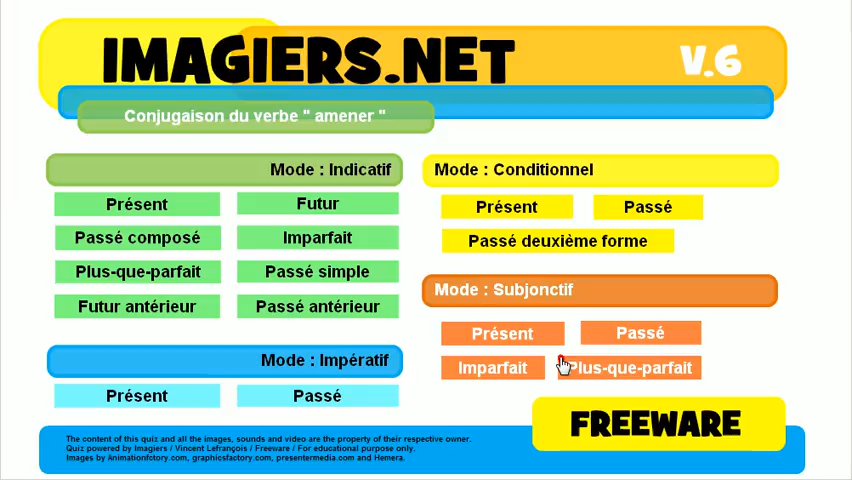 IMAGIERS.NET
V.6
Conjugaison du verbe " amener "
Mode : Indicatif
Présent
Futur
Passé composé
Imparfait
Plus-que-parfait
Passé simple
Futur antérieur
Passé antérieur
Mode : Impératif
Présent
Passé
Mode : Conditionnel
Présent
Passé
Passé deuxième forme
Mode : Subjonctif
Présent
Passé
Imparfait
Plus-que-parfait
FREEWARE
The content of this quiz and all the images, sounds and video are the property of their respective owner.
Quiz powered by Imagiers / Vincent Lefrançois / Freeware / For educational purpose only.
Images by Animationfctory.com, graphicsfactory.com, presentermedia.com and Hemera.